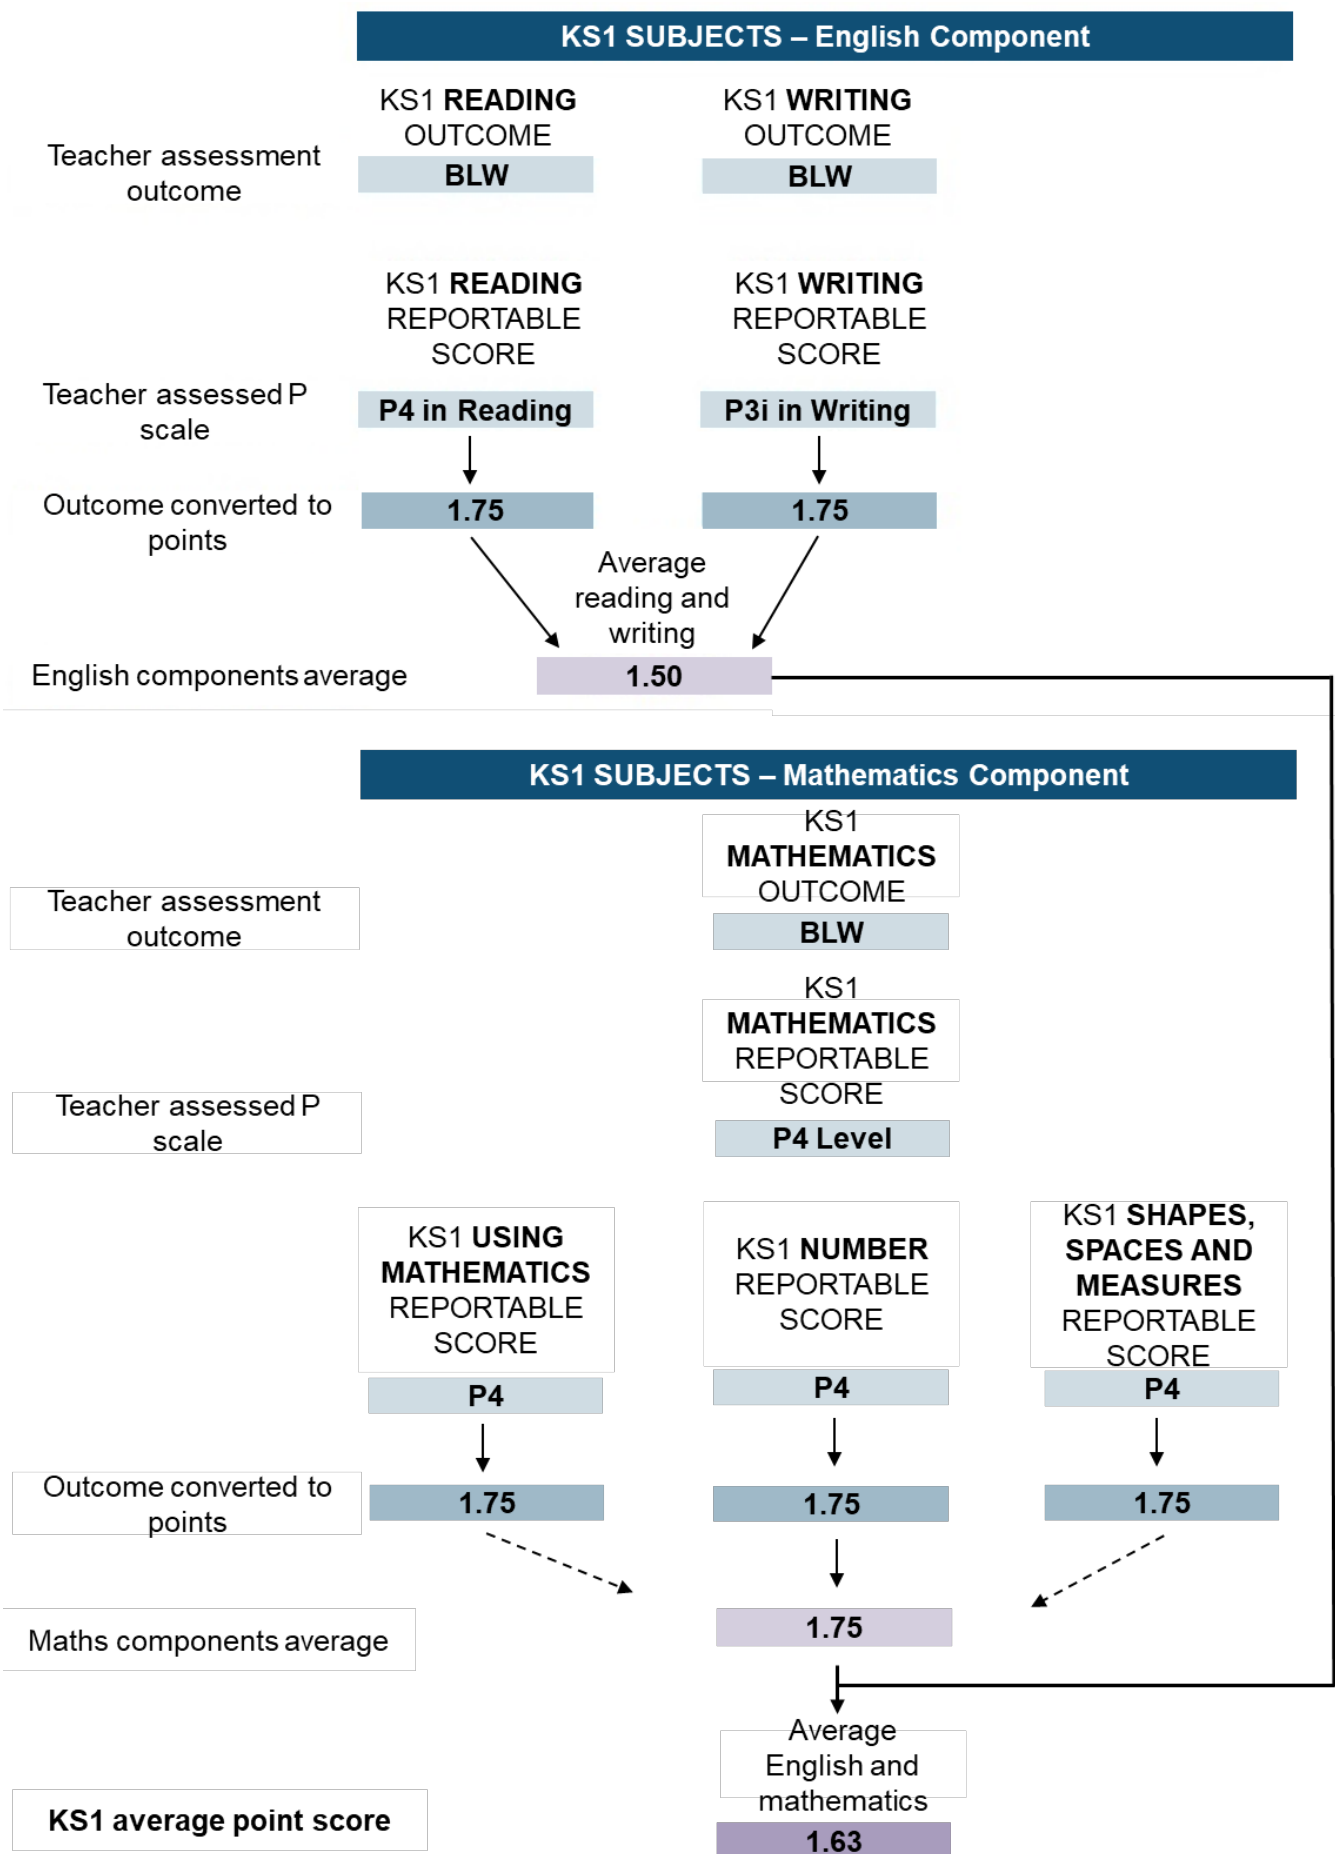 KS1 SUBJECTS – English Component
KS1 READING
OUTCOME
KS1 WRITING
OUTCOME
Teacher assessment
outcome
BLW
BLW
KS1 READING
REPORTABLE
SCORE
KS1 WRITING
REPORTABLE
SCORE
Teacher assessed P
scale
P4 in Reading
P3i in Writing
Outcome converted to
points
1.75
1.75
Average
reading and
writing
English components average
1.50
KS1 SUBJECTS – Mathematics Component
KS1
MATHEMATICS
OUTCOME
Teacher assessment
outcome
BLW
KS1
MATHEMATICS
REPORTABLE
SCORE
Teacher assessed P
scale
P4 Level
KS1 USING
MATHEMATICS
REPORTABLE
SCORE
KS1 NUMBER
REPORTABLE
SCORE
KS1 SHAPES,
SPACES AND
MEASURES
REPORTABLE
SCORE
P4
P4
P4
Outcome converted to
points
1.75
1.75
1.75
Maths components average
1.75
Average
English and
mathematics
KS1 average point score
1.63